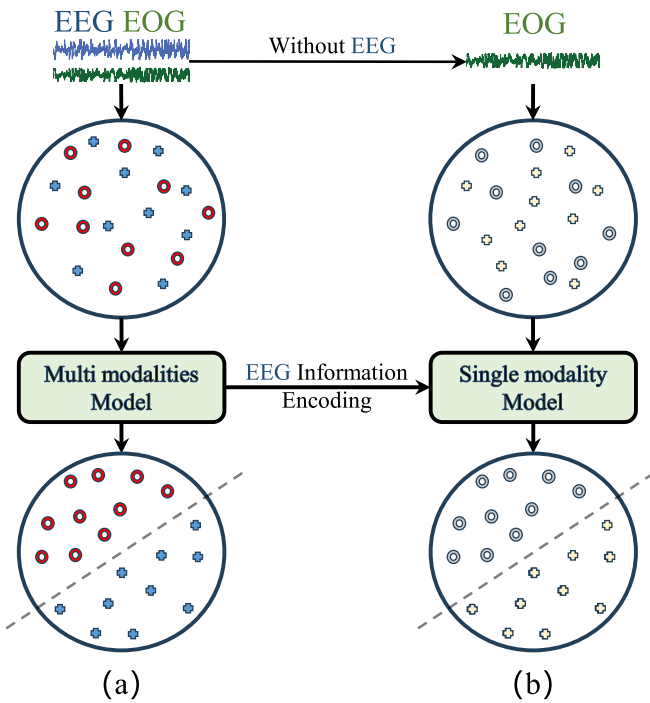 EEG EOG
Without EEG
EOG
Multi modalities
Model
EEG Information
Encoding
Single modality
Model
(a)
(b)